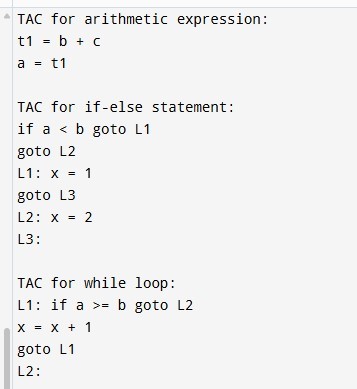 TAC for arithmetic expression:
t1 = b + c
a = t1
TAC for if-else statement:
if a < b goto L1
goto L2
L1: x = 1
goto L3
L2: x = 2
L3:
TAC for while loop:
L1: if a >= b goto L2
x = x + 1
goto L1
L2: